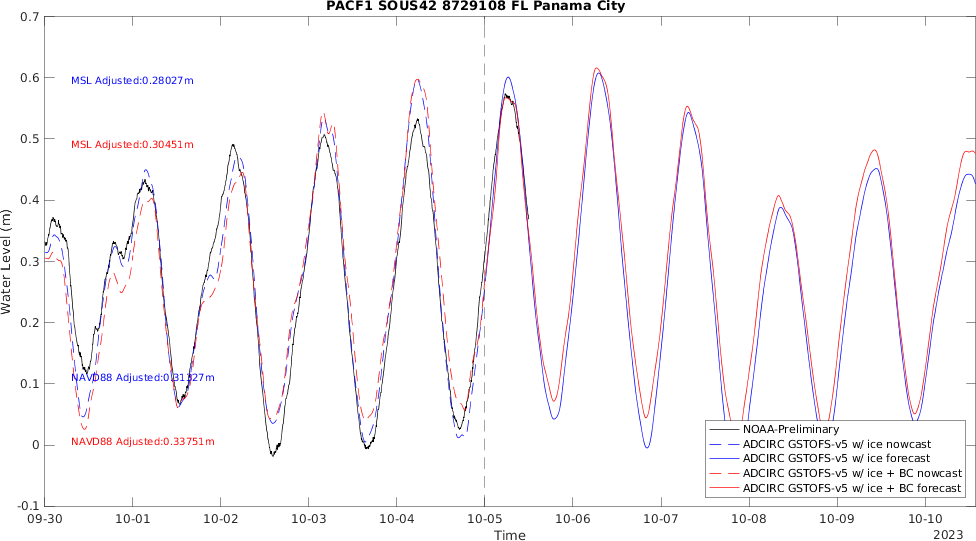 PACF1 SOUS42 8729108 FL Panama City
0.7
0.6
0.5
0.4
0.3
0.2
0.1
0
-0.1
Water Level (m)
MSL Adjusted:0.28027m
MSL Adjusted:0.30451m
NAVD88 Adjusted:0.31327m
NAVD88 Adjusted:0.33751m
NOAA-Preliminary
ADCIRC GSTOFS-v5 w/ ice nowcast
ADCIRC GSTOFS-v5 w/ ice forecast
ADCIRC GSTOFS-v5 w/ ice + BC nowcast
ADCIRC GSTOFS-v5 w/ ice + BC forecast
09-30 10-01 10-02 10-03 10-04 10-05 10-06 10-07 10-08 10-09 10-10
Time
2023